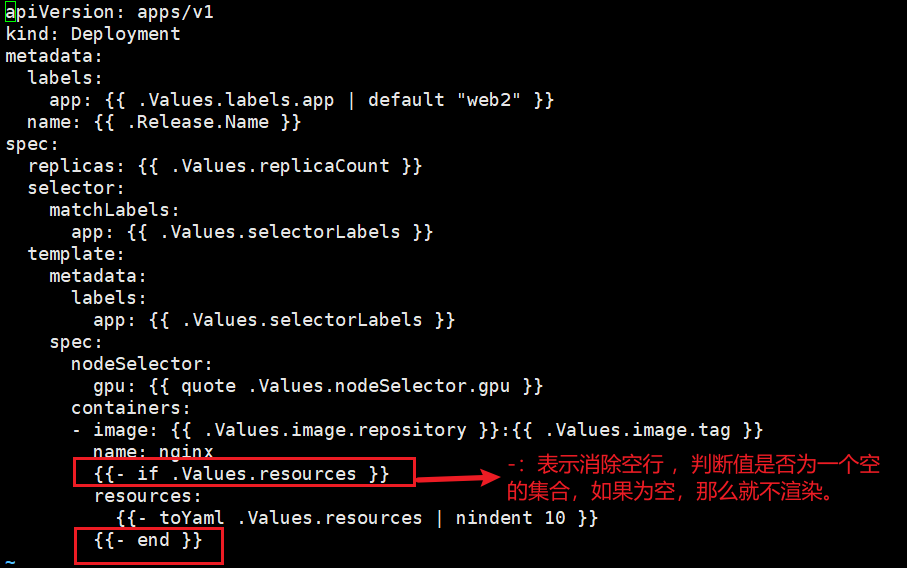 apiVersion: apps/v1
kind: Deployment
metadata:
  labels:
    app: {{ .Values.labels.app | default "web2" }}
  name: {{ .Release.Name }}
spec:
  replicas: {{ .Values.replicaCount }}
  selector:
    matchLabels:
      app: {{ .Values.selectorLabels }}
  template:
    metadata:
      labels:
        app: {{ .Values.selectorLabels }}
    spec:
      nodeSelector:
        gpu: {{ quote .Values.nodeSelector.gpu }}
      containers:
      - image: {{ .Values.image.repository }}:{{ .Values.image.tag }}
        name: nginx
        {{- if .Values.resources }}
        resources:
          {{- toYaml .Values.resources | nindent 10 }}
        {{- end }}
~
-：表示消除空行 ，判断值是否为一个空
的集合，如果为空，那么就不渲染。